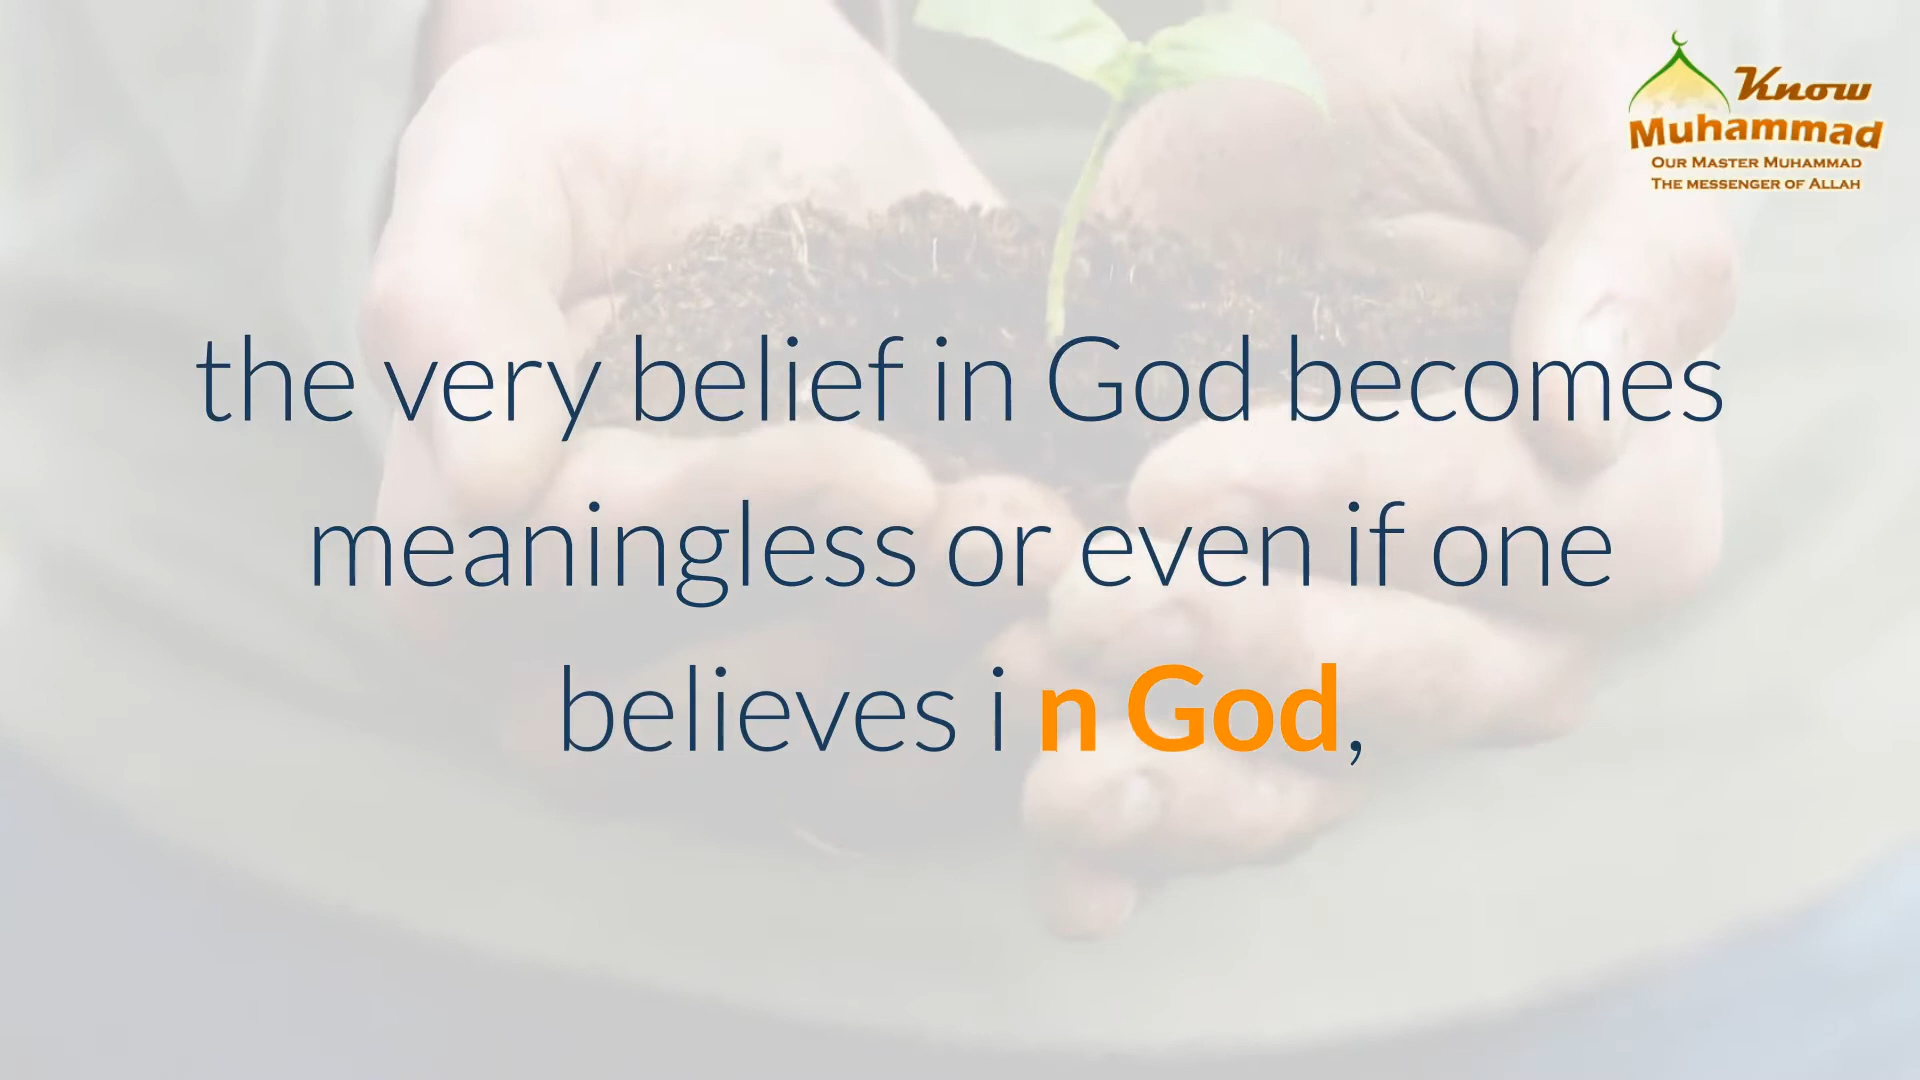 Know
Muhammad
OUR MASTER MUHAMMAD
THE MESSENGER OF ALLAH
the very belief in God becomes
meaningless or even if one
believes i n God,